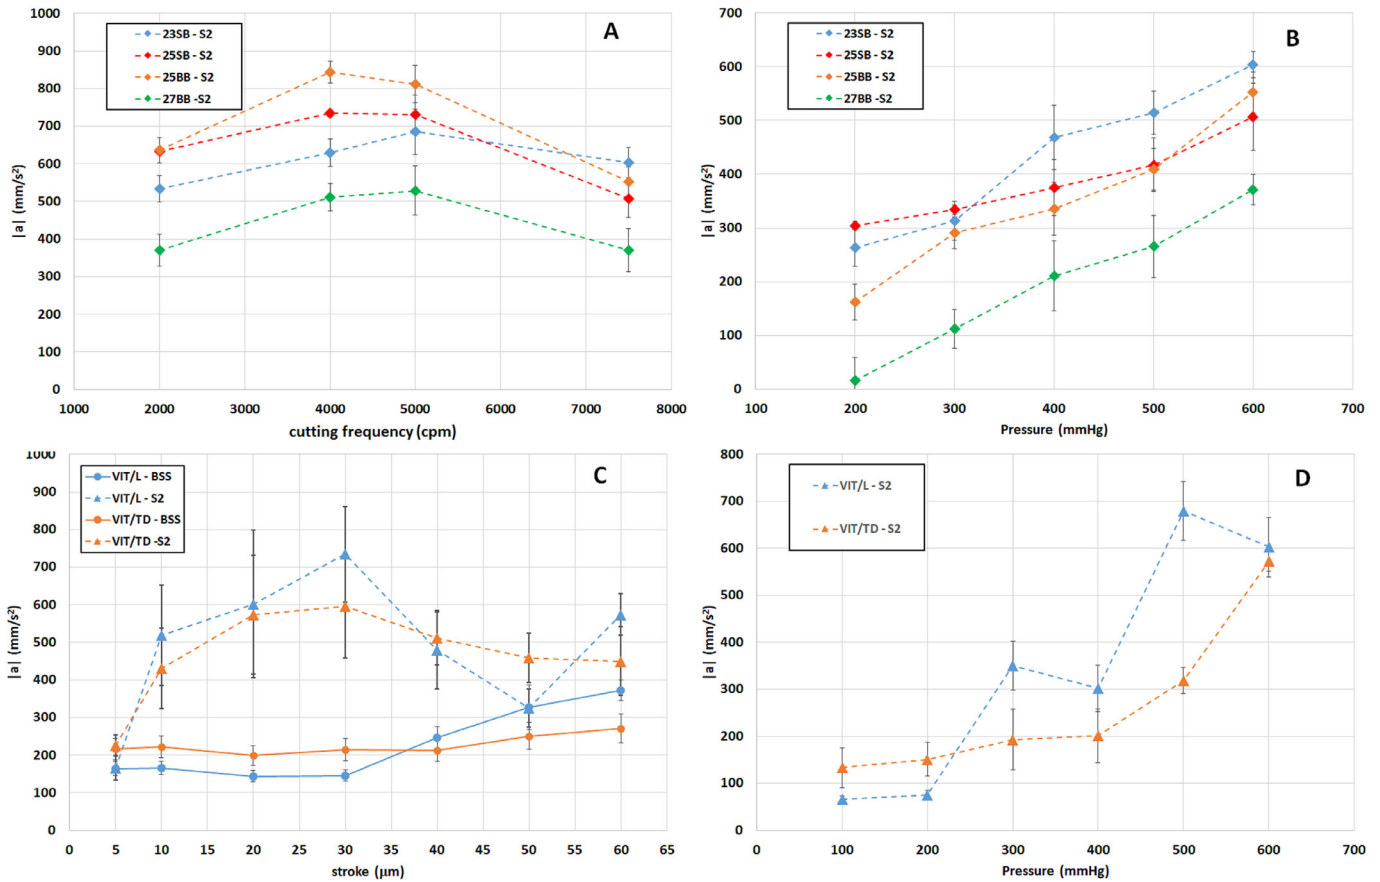 A
23SB - S2
25SB - S2
25BB - S2
27BB -S2
|a| (mm/s²)
1000
900
800
700
600
500
400
300
200
100
0
1000 2000 3000 4000 5000 6000 7000 8000
cutting frequency (cpm)
B
23SB - S2
25SB - S2
25BB - S2
27BB -S2
|a| (mm/s²)
700
600
500
400
300
200
100
0
100 200 300 400 500 600 700
Pressure (mmHg)
C
VIT/L - BSS
VIT/L - S2
VIT/TD - BSS
VIT/TD -S2
|a| (mm/s²)
1000
900
800
700
600
500
400
300
200
100
0
0 5 10 15 20 25 30 35 40 45 50 55 60 65
stroke (μm)
D
VIT/L - S2
VIT/TD - S2
|a| (mm/s²)
800
700
600
500
400
300
200
100
0
0 100 200 300 400 500 600 700
Pressure (mmHg)